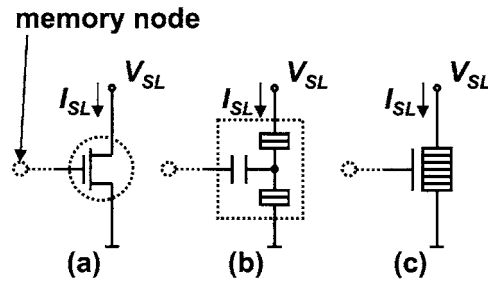 memory node
V_SL V_SL V_SL
I_SL I_SL I_SL
(a) (b) (c)